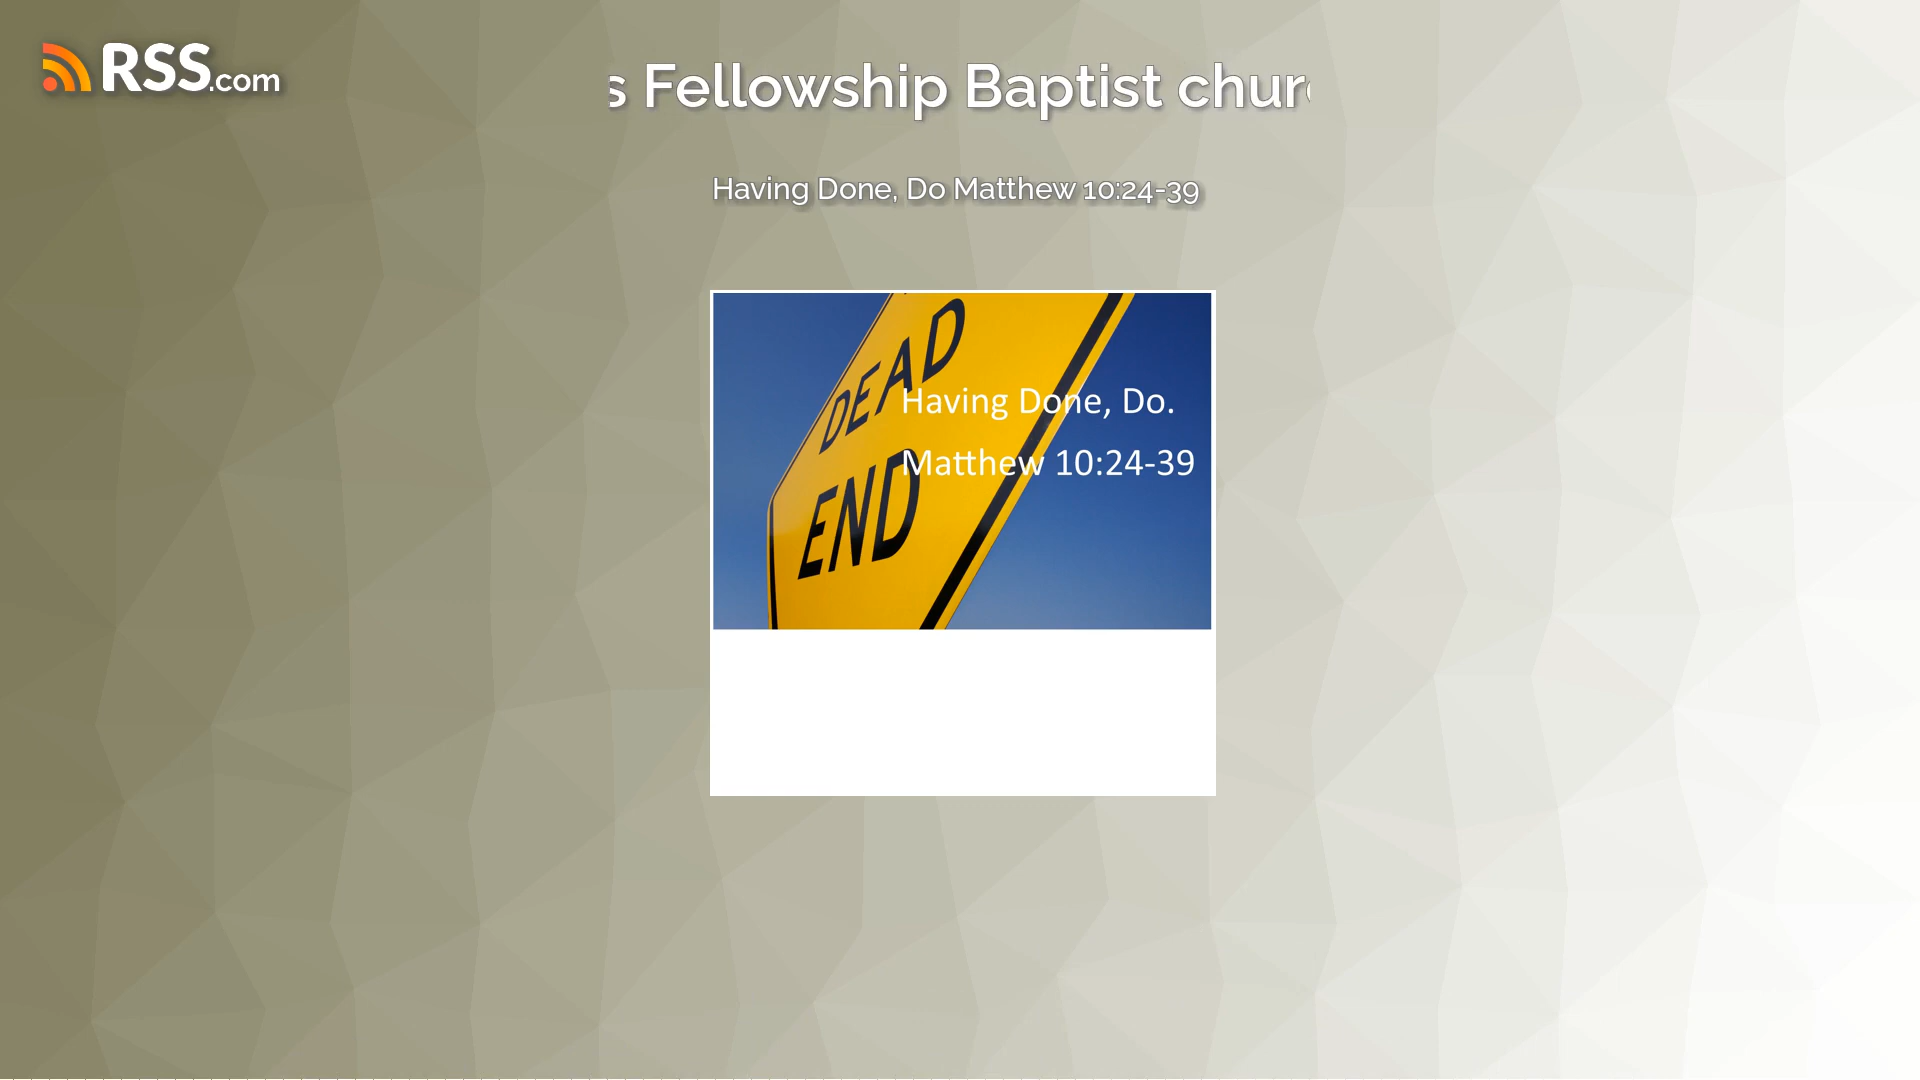 RSS.com
Fellowship Baptist
Having Done, Do Matthew 10:24-39
DEAD
END
Having Done, Do.
Matthew 10:24-39